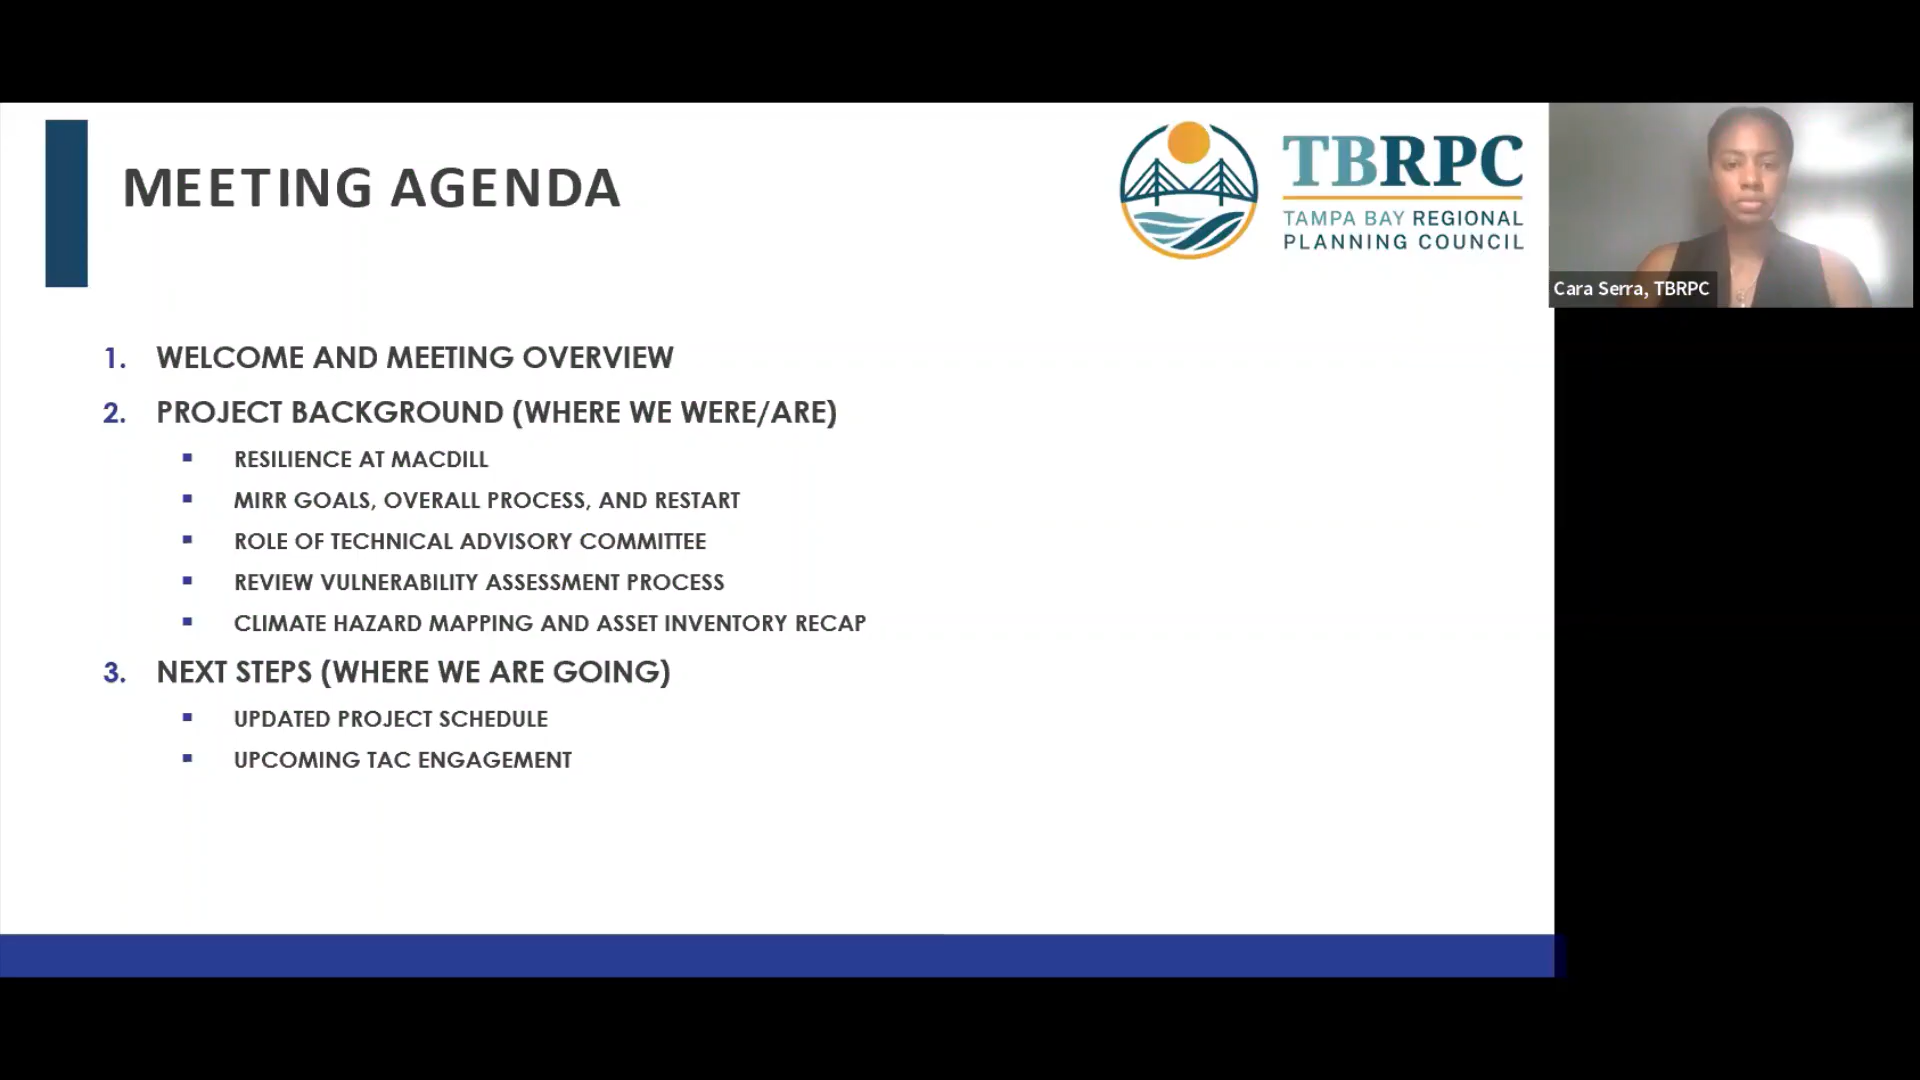 MEETING AGENDA
TBRPC
TAMPA BAY REGIONAL
PLANNING COUNCIL
Cara Serra, TBRPC
1. WELCOME AND MEETING OVERVIEW
2. PROJECT BACKGROUND (WHERE WE WERE/ARE)
▪ RESILIENCE AT MACDILL
▪ MIRR GOALS, OVERALL PROCESS, AND RESTART
▪ ROLE OF TECHNICAL ADVISORY COMMITTEE
▪ REVIEW VULNERABILITY ASSESSMENT PROCESS
▪ CLIMATE HAZARD MAPPING AND ASSET INVENTORY RECAP
3. NEXT STEPS (WHERE WE ARE GOING)
▪ UPDATED PROJECT SCHEDULE
▪ UPCOMING TAC ENGAGEMENT